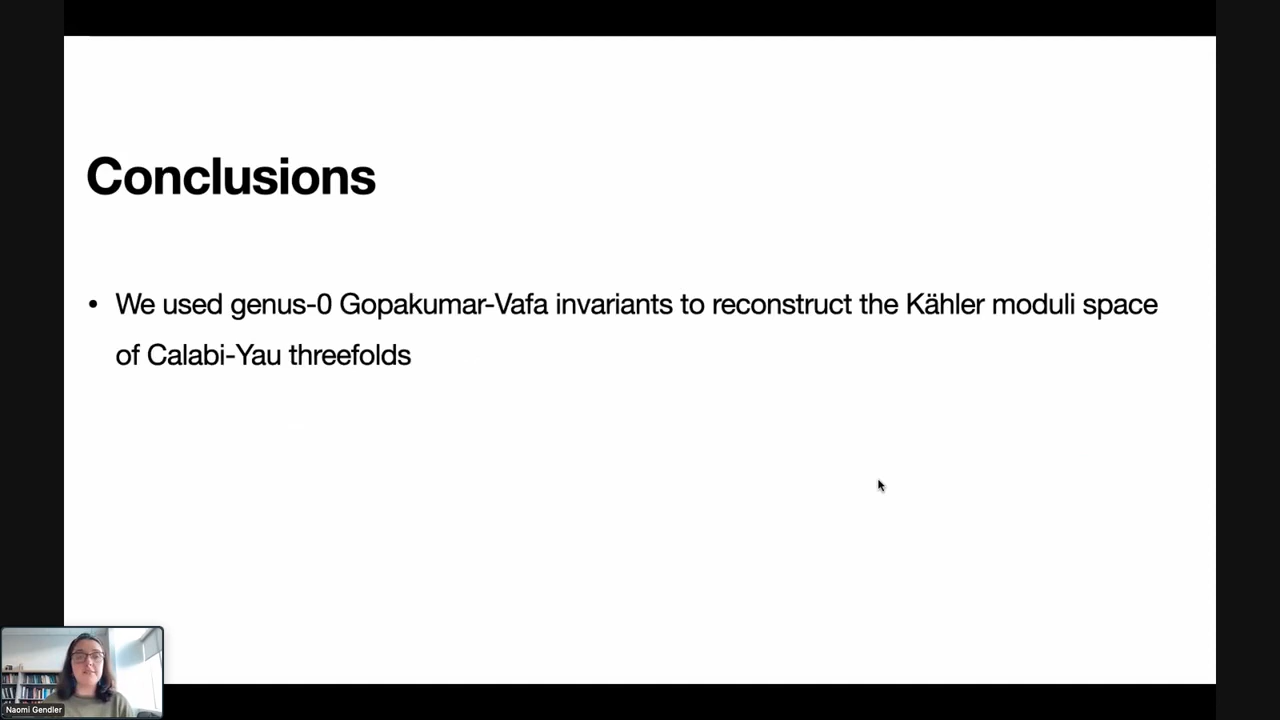 Conclusions
• We used genus-0 Gopakumar-Vafa invariants to reconstruct the Kähler moduli space
of Calabi-Yau threefolds
Naomi Gendler